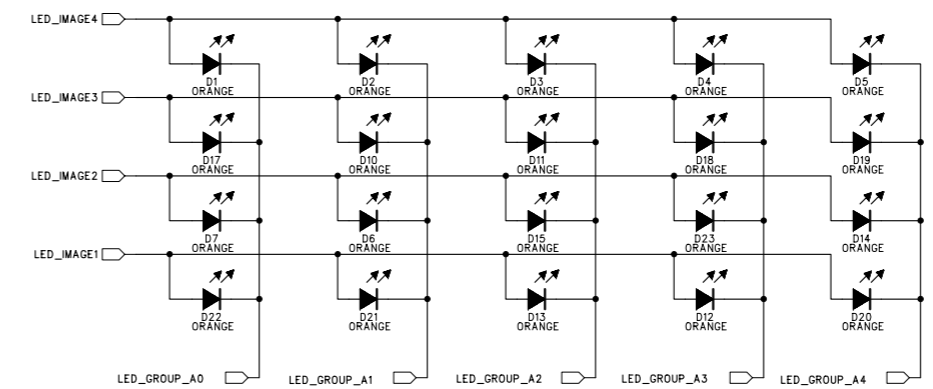 LED_IMAGE4
D1 D2 D3 D4 D5
ORANGE ORANGE ORANGE ORANGE ORANGE
LED_IMAGE3
D17 D10 D11 D18 D19
ORANGE ORANGE ORANGE ORANGE ORANGE
LED_IMAGE2
D7 D6 D15 D23 D14
ORANGE ORANGE ORANGE ORANGE ORANGE
LED_IMAGE1
D22 D21 D13 D12 D20
ORANGE ORANGE ORANGE ORANGE ORANGE
LED_GROUP_A0 LED_GROUP_A1 LED_GROUP_A2 LED_GROUP_A3 LED_GROUP_A4